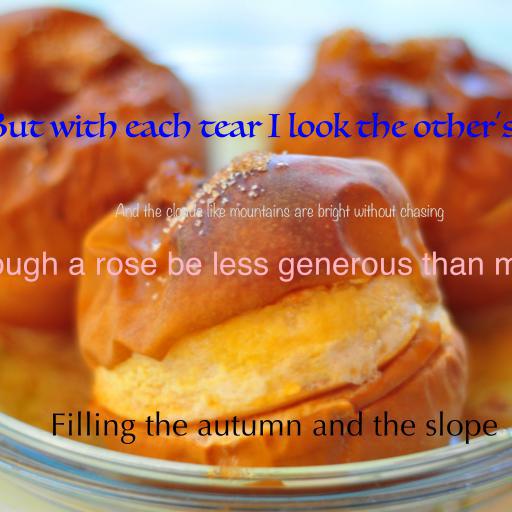 But with each tear I look the other's
And the clouds like mountains are bright without chasing
ough a rose be less generous than m
Filling the autumn and the slope